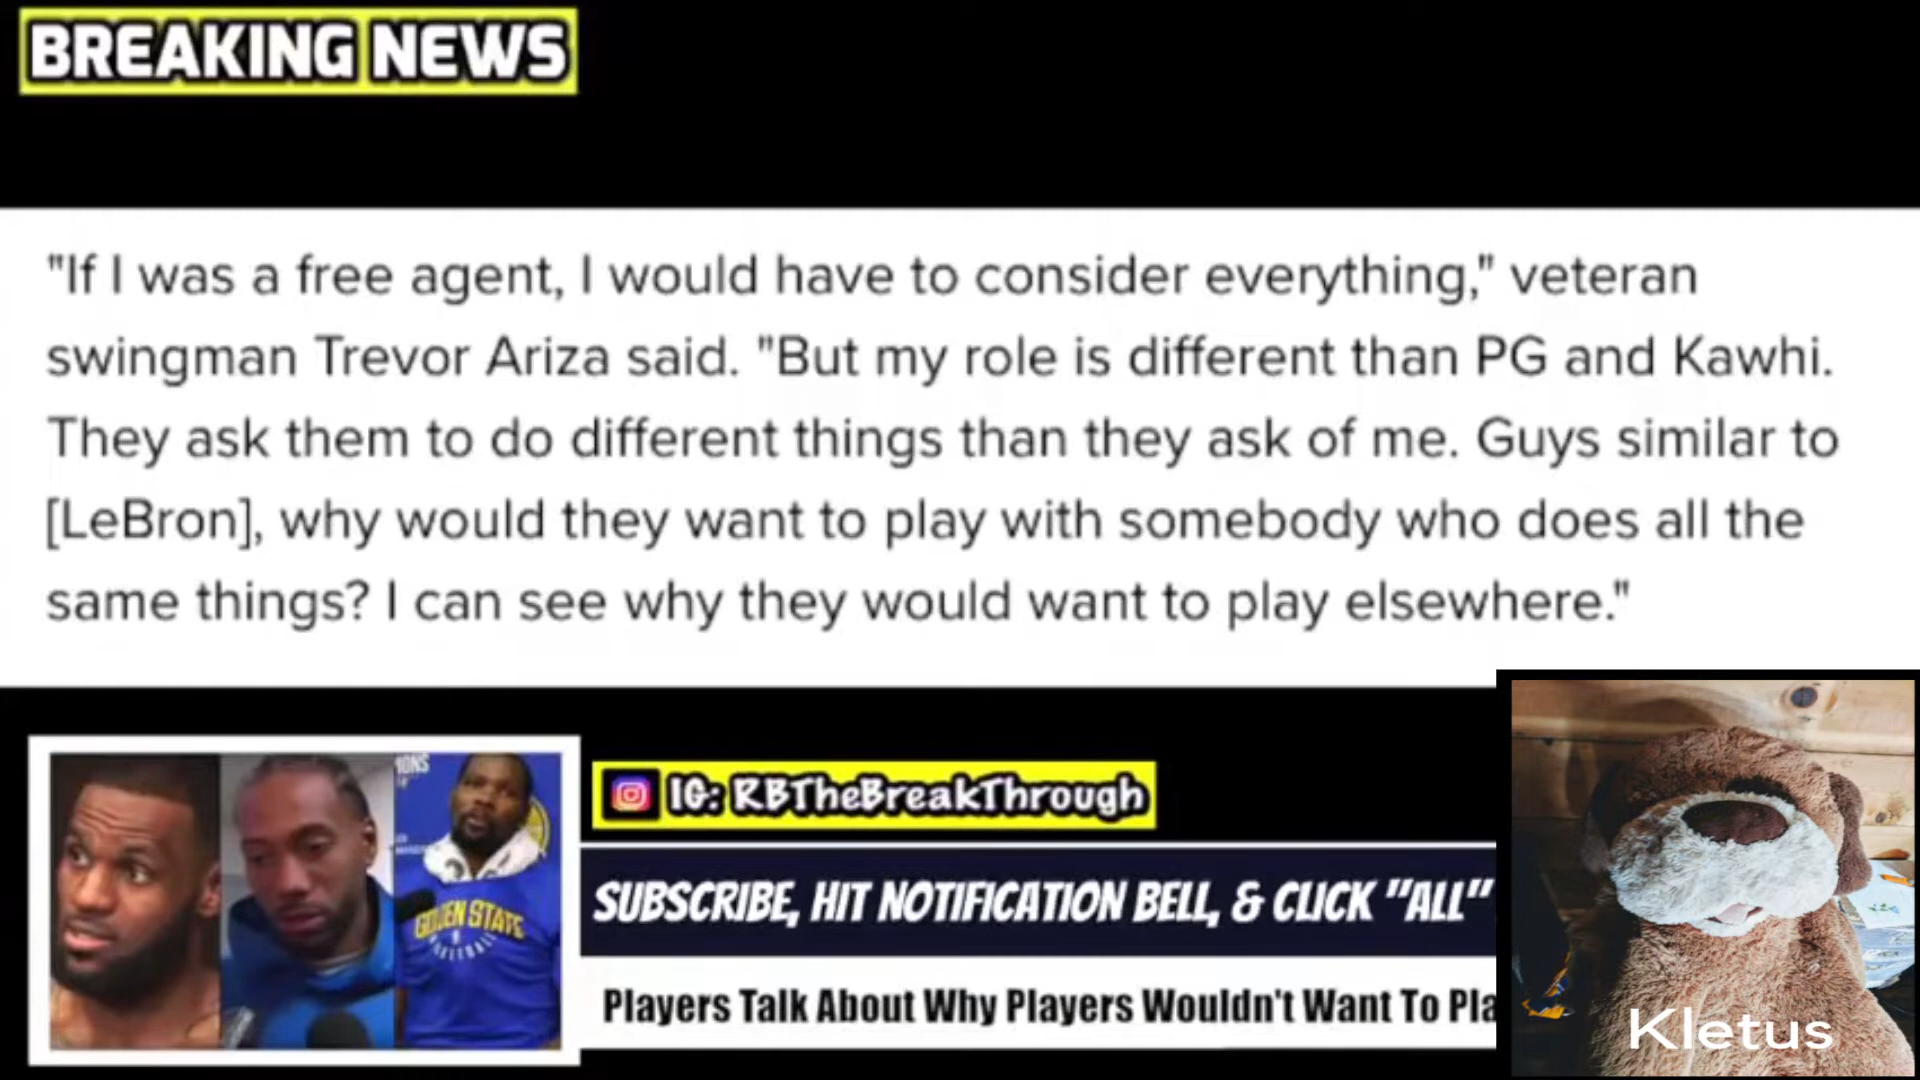 BREAKING NEWS
"If I was a free agent, I would have to consider everything," veteran
swingman Trevor Ariza said. "But my role is different than PG and Kawhi.
They ask them to do different things than they ask of me. Guys similar to
[LeBron], why would they want to play with somebody who does all the
same things? I can see why they would want to play elsewhere."
IG: RBTheBreakThrough
SUBSCRIBE, HIT NOTIFICATION BELL, & CLICK "ALL"
Players Talk About Why Players Wouldn't Want To Pla
GOLDEN STATE
Kletus